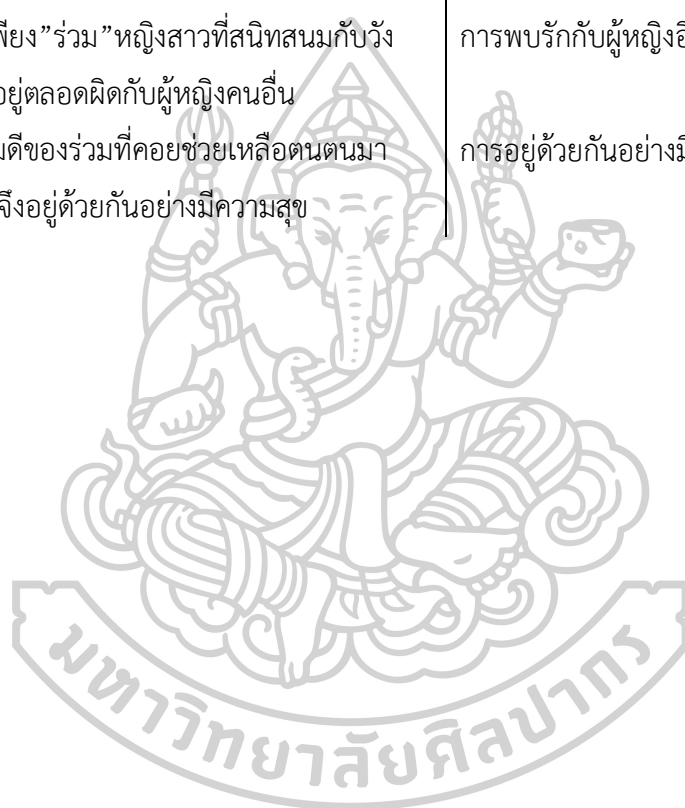 พียง”ร่วม”หญิงสาวที่สนิทสนมกับวัง
อยู่ตลอดผิดกับผู้หญิงคนอื่น
มดีของร่วมที่คอยช่วยเหลือตนตนมา
จึงอยู่ด้วยกันอย่างมีความสุข
การพบรักกับผู้หญิงอื
การอยู่ด้วยกันอย่างมี
มหาวิทยาลัยศิลปากร